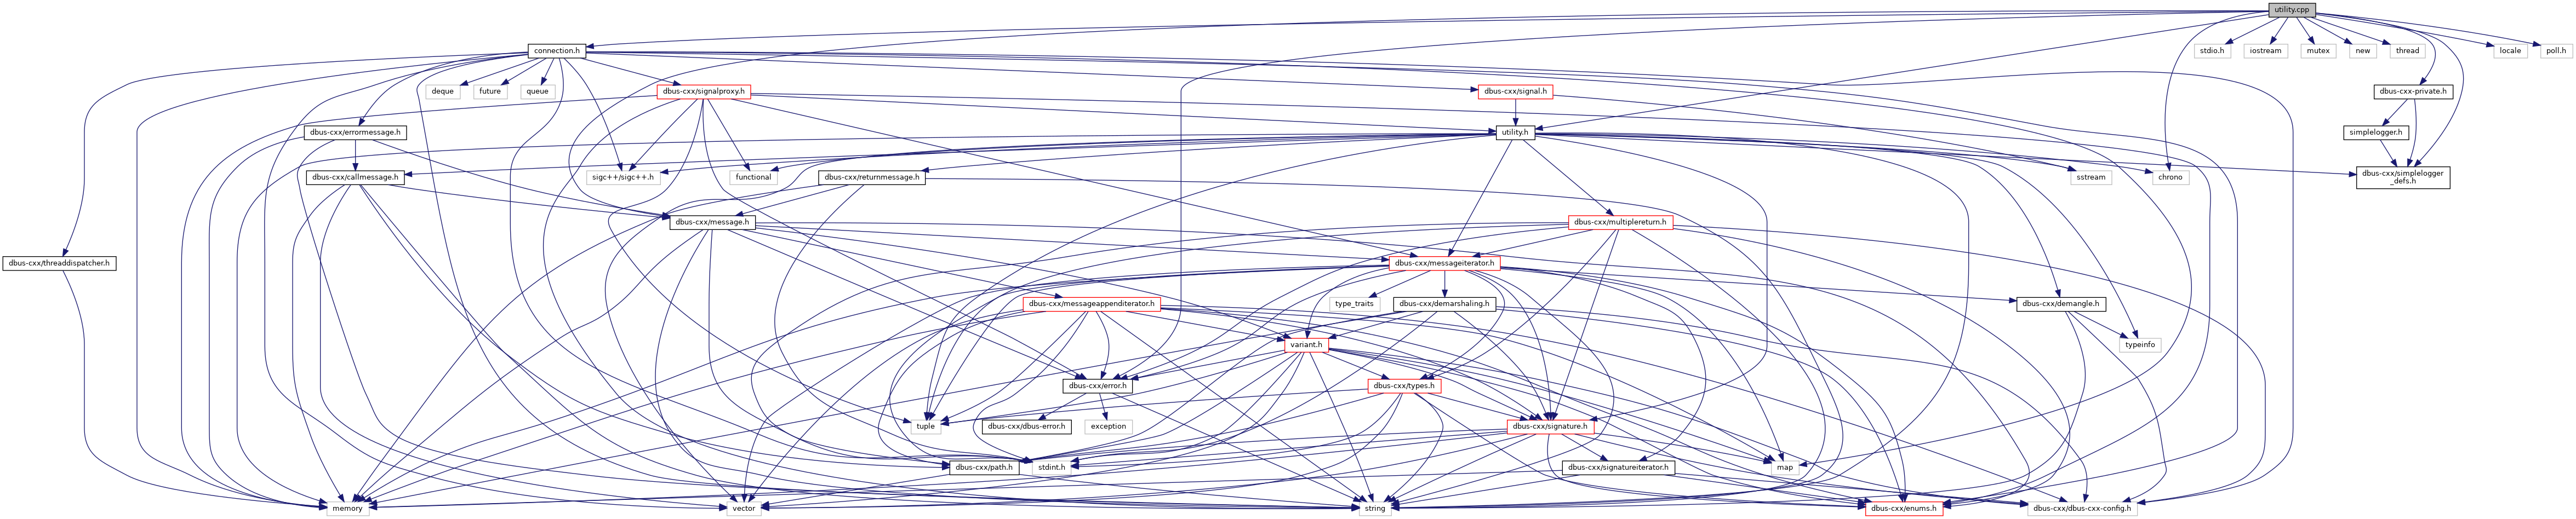 utility.cpp
connection.h
stdio.h
iostream
mutex
new
thread
locale
poll.h
deque
future
queue
dbus-cxx/signalproxy.h
dbus-cxx/signal.h
dbus-cxx-private.h
dbus-cxx/errormessage.h
utility.h
simplelogger.h
dbus-cxx/callmessage.h
sigc++/sigc++.h
functional
dbus-cxx/returnmessage.h
sstream
chrono
dbus-cxx/simplelogger
_defs.h
dbus-cxx/message.h
dbus-cxx/multiplereturn.h
dbus-cxx/threaddispatcher.h
dbus-cxx/messageiterator.h
dbus-cxx/messageappenditerator.h
type_traits
dbus-cxx/demarshaling.h
dbus-cxx/demangle.h
variant.h
typeinfo
dbus-cxx/error.h
dbus-cxx/types.h
tuple
dbus-cxx/dbus-error.h
exception
dbus-cxx/signature.h
dbus-cxx/path.h
stdint.h
dbus-cxx/signatureiterator.h
map
memory
vector
string
dbus-cxx/enums.h
dbus-cxx/dbus-cxx-config.h